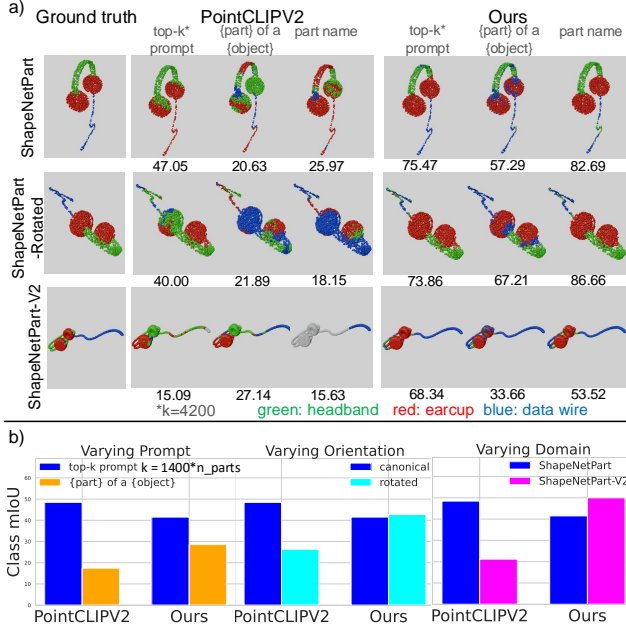 a)
Ground truth
PointCLIPV2
Ours
top-k* prompt
{part} of a {object}
part name
top-k* prompt
{part} of a {object}
part name
ShapeNetPart
47.05
20.63
25.97
75.47
57.29
82.69
ShapeNetPart -Rotated
40.00
21.89
18.15
73.86
67.21
86.66
ShapeNetPart-V2
15.09
27.14
15.63
68.34
33.66
53.52
*k=4200
green: headband
red: earcup
blue: data wire
b)
Varying Prompt
Varying Orientation
Varying Domain
top-k prompt k = 1400*n_parts
{part} of a {object}
canonical
rotated
ShapeNetPart
ShapeNetPart-V2
Class mIoU
60
50
40
30
20
10
0
PointCLIPV2
Ours
PointCLIPV2
Ours
PointCLIPV2
Ours